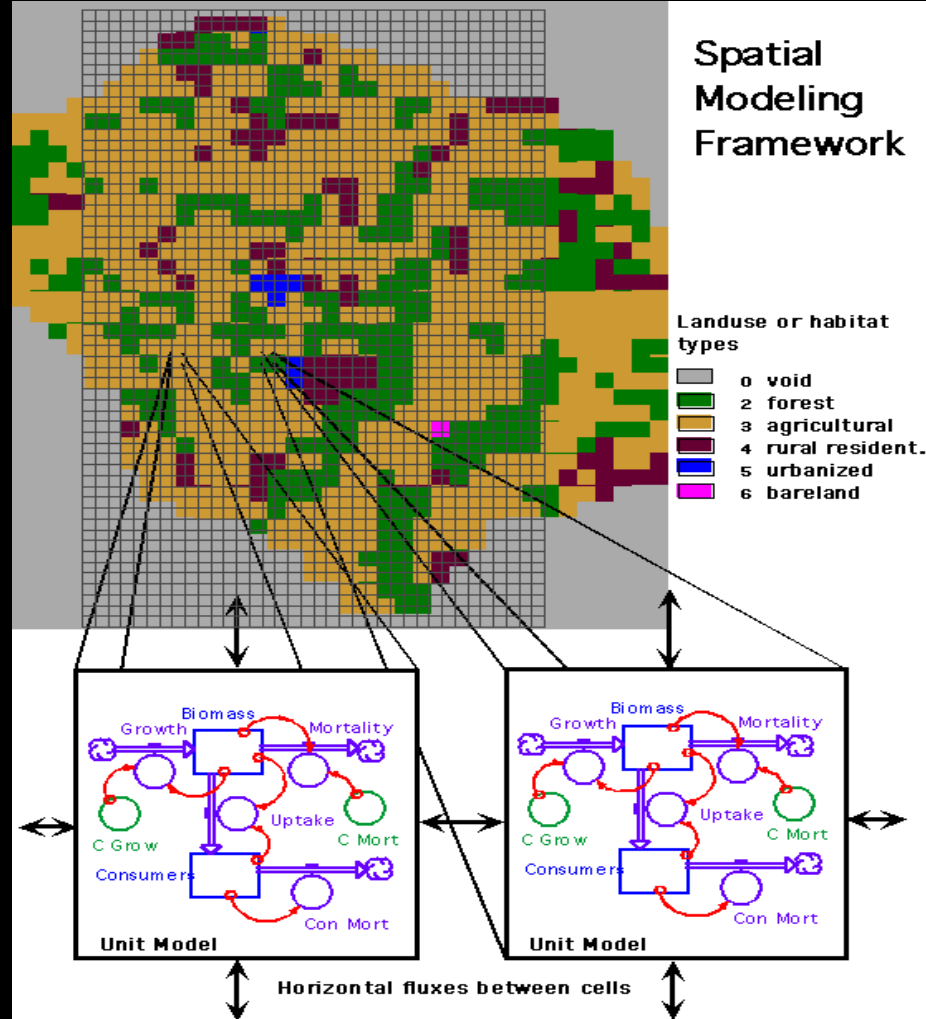 Spatial
Modeling
Framework
Landuse or habitat
types
0 void
2 forest
3 agricultural
4 rural resident.
5 urbanized
6 bareland
Biomass
Growth
Mortality
Uptake
C Grow
C Mort
Consumers
Con Mort
Unit Model
Biomass
Growth
Mortality
Uptake
C Grow
C Mort
Consumers
Con Mort
Unit Model
Horizontal fluxes between cells